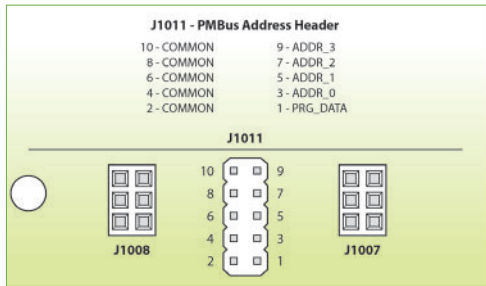 J1011 - PMBus Address Header
10 - COMMON 9 - ADDR_3
8 - COMMON 7 - ADDR_2
6 - COMMON 5 - ADDR_1
4 - COMMON 3 - ADDR_0
2 - COMMON 1 - PRG_DATA
J1011
10 9
8 7
6 5
4 3
2 1
J1008 J1007